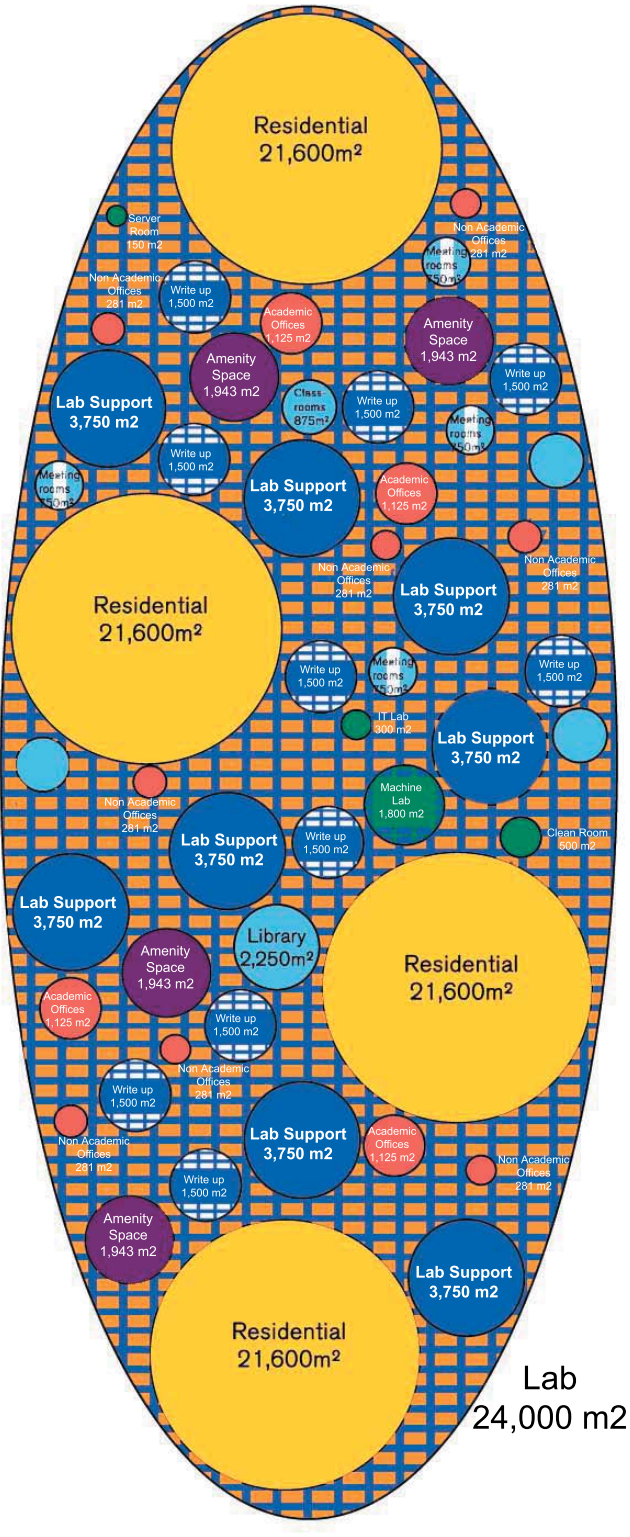 Residential
21,600m²
Server
Room
150 m2
Non Academic
Offices
281 m2
Meeting
rooms
750m²
Non Academic
Offices
281 m2
Write up
1,500 m2
Academic
Offices
1,125 m2
Amenity
Space
1,943 m2
Amenity
Space
1,943 m2
Write up
1,500 m2
Lab Support
3,750 m2
Class-
rooms
875m²
Write up
1,500 m2
Meeting
rooms
750m²
Write up
1,500 m2
Meeting
rooms
750m²
Lab Support
3,750 m2
Academic
Offices
1,125 m2
Non Academic
Offices
281 m2
Non Academic
Offices
281 m2
Lab Support
3,750 m2
Residential
21,600m²
Write up
1,500 m2
Meeting
rooms
750m²
Write up
1,500 m2
IT Lab
300 m2
Lab Support
3,750 m2
Non Academic
Offices
281 m2
Machine
Lab
1,800 m2
Lab Support
3,750 m2
Write up
1,500 m2
Clean Room
500 m2
Lab Support
3,750 m2
Library
2,250m²
Amenity
Space
1,943 m2
Residential
21,600m²
Academic
Offices
1,125 m2
Write up
1,500 m2
Non Academic
Offices
281 m2
Write up
1,500 m2
Non Academic
Offices
281 m2
Lab Support
3,750 m2
Academic
Offices
1,125 m2
Non Academic
Offices
281 m2
Write up
1,500 m2
Amenity
Space
1,943 m2
Lab Support
3,750 m2
Residential
21,600m²
Lab
24,000 m2